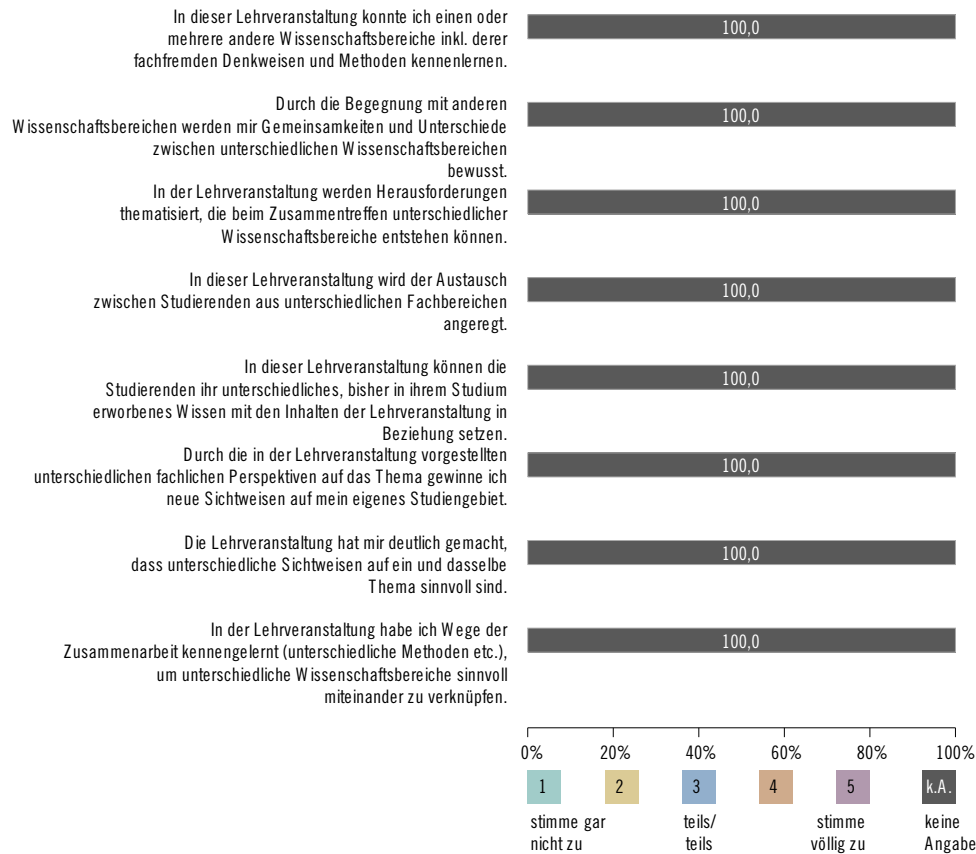 In dieser Lehrveranstaltung konnte ich einen oder
mehrere andere Wissenschaftsbereiche inkl. derer
fachfremden Denkweisen und Methoden kennenlernen.
100,0
Durch die Begegnung mit anderen
Wissenschaftsbereichen werden mir Gemeinsamkeiten und Unterschiede
zwischen unterschiedlichen Wissenschaftsbereichen
bewusst.
100,0
In der Lehrveranstaltung werden Herausforderungen
thematisiert, die beim Zusammentreffen unterschiedlicher
Wissenschaftsbereiche entstehen können.
100,0
In dieser Lehrveranstaltung wird der Austausch
zwischen Studierenden aus unterschiedlichen Fachbereichen
angeregt.
100,0
In dieser Lehrveranstaltung können die
Studierenden ihr unterschiedliches, bisher in ihrem Studium
erworbenes Wissen mit den Inhalten der Lehrveranstaltung in
Beziehung setzen.
100,0
Durch die in der Lehrveranstaltung vorgestellten
unterschiedlichen fachlichen Perspektiven auf das Thema gewinne ich
neue Sichtweisen auf mein eigenes Studiengebiet.
100,0
Die Lehrveranstaltung hat mir deutlich gemacht,
dass unterschiedliche Sichtweisen auf ein und dasselbe
Thema sinnvoll sind.
100,0
In der Lehrveranstaltung habe ich Wege der
Zusammenarbeit kennengelernt (unterschiedliche Methoden etc.),
um unterschiedliche Wissenschaftsbereiche sinnvoll
miteinander zu verknüpfen.
100,0
0% 20% 40% 60% 80% 100%
1 2 3 4 5 k.A.
stimme gar teils/ stimme keine
nicht zu teils völlig zu Angabe